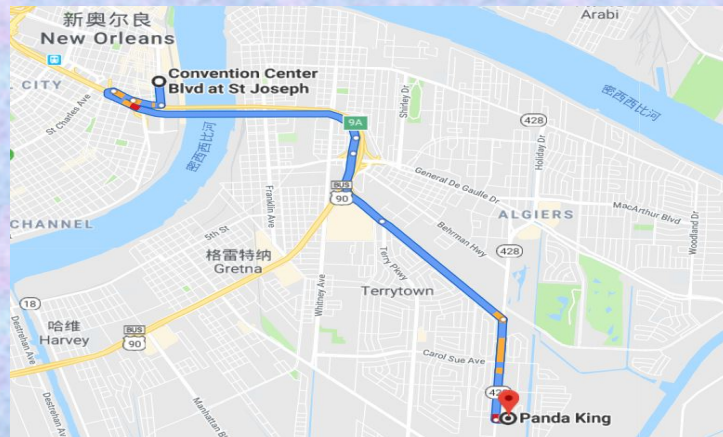 新奥尔良
New Orleans
Arabi
L CITY
Convention Center
Blvd at St Joseph
St Charles Ave
密西西比河
9A
Shirley Dr
428
Holiday Dr
密西西比河
BUS
90
General De Gaulle Dr
MacArthur Blvd
Woodland Dr
CHANNEL
Franklin Ave
5th St
ALGIERS
Behrman Hwy
428
格雷特纳
Gretna
Terry Pkwy
Whitney Ave
Terrytown
18
哈维
Harvey
BUS
90
Destrehan Ave
Destrehan Ave
Carol Sue Ave
Manhattan Blvd
Panda King